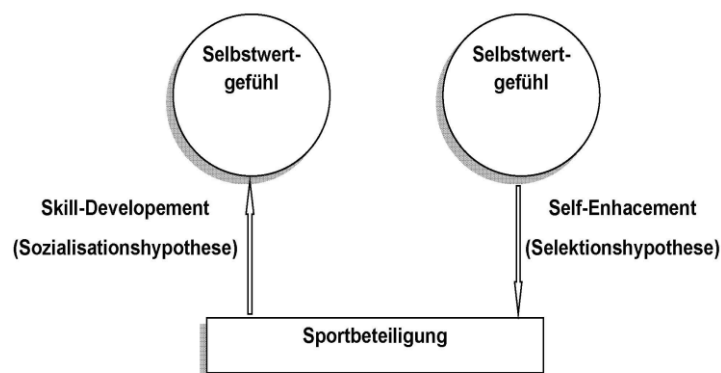 Selbstwert-
gefühl
Selbstwert-
gefühl
Skill-Developement
(Sozialisationshypothese)
Self-Enhacement
(Selektionshypothese)
Sportbeteiligung